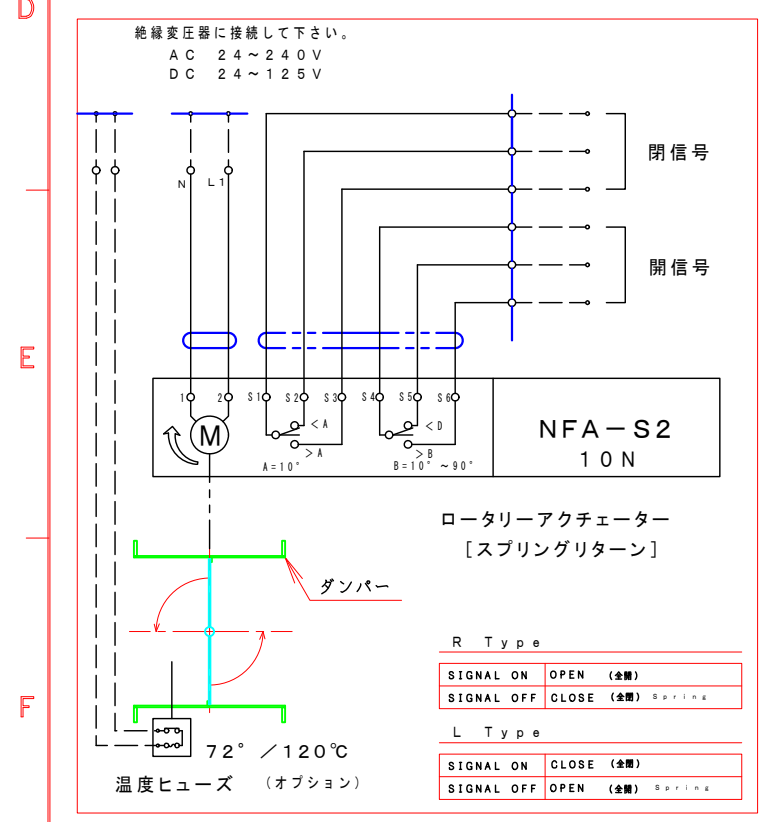 D
絶縁変圧器に接続して下さい。
AC 24～240V
DC 24～125V
N L1
閉信号
開信号
E
1 2 S1 S2 S3 S4 S5 S6
M
<A
>A
A=10°
<D
>B
B=10° ～90°
NFA－S2
10N
ロータリーアクチェーター
[スプリングリターン]
ダンパー
F
72° ／120℃
温度ヒューズ （オプション）
R Type
SIGNAL ON OPEN （全開）
SIGNAL OFF CLOSE （全閉） Spring
L Type
SIGNAL ON CLOSE （全閉）
SIGNAL OFF OPEN （全開） Spring